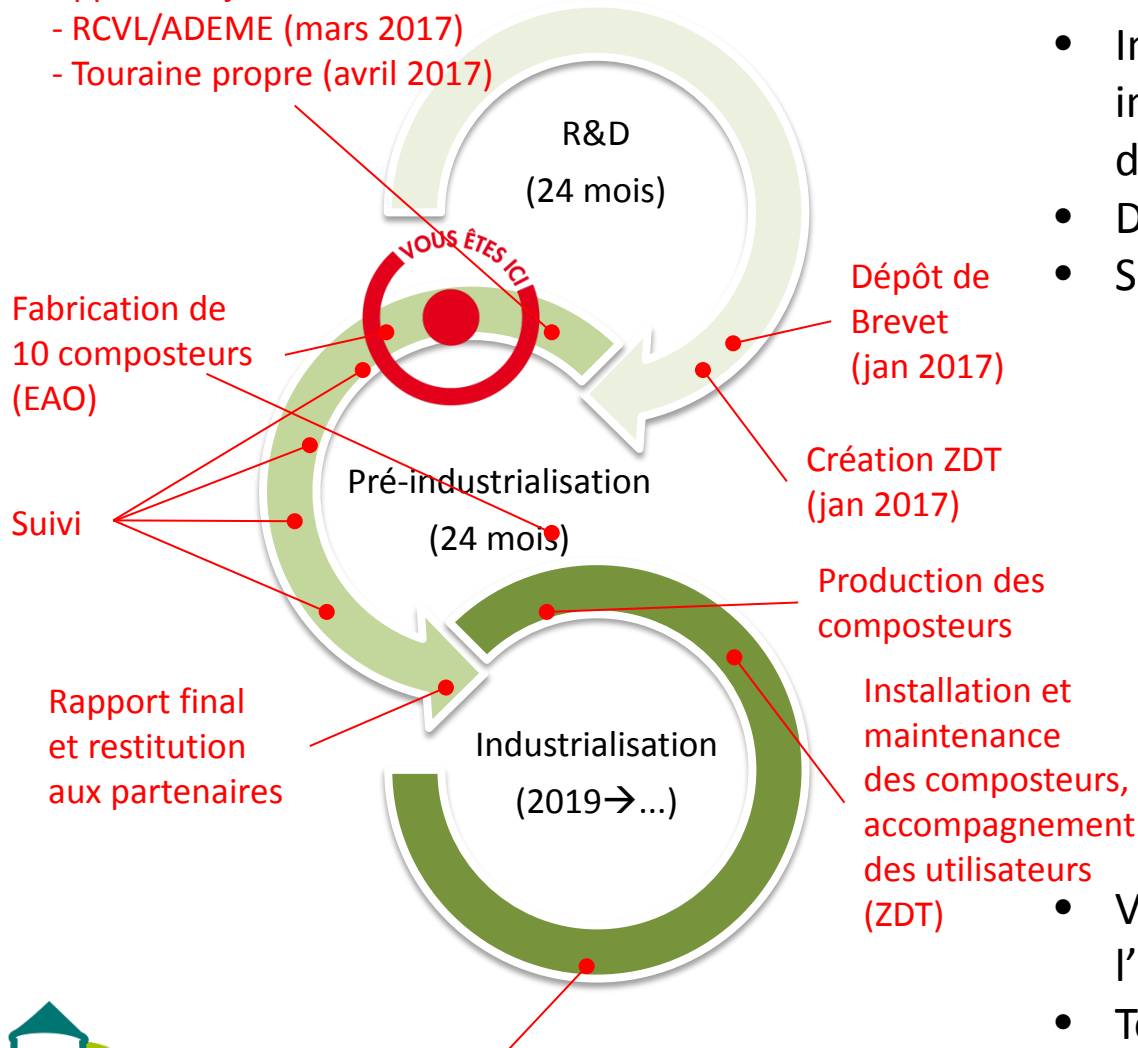 - RCVL/ADEME (mars 2017)
- Touraine propre (avril 2017)
R&D
(24 mois)
VOUS ÊTES ICI
Dépôt de
Brevet
(jan 2017)
Fabrication de
10 composteurs
(EAO)
Création ZDT
(jan 2017)
Pré-industrialisation
(24 mois)
Suivi
Production des
composteurs
Rapport final
et restitution
aux partenaires
Industrialisation
(2019→...)
Installation et
maintenance
des composteurs,
accompagnement
des utilisateurs
(ZDT)